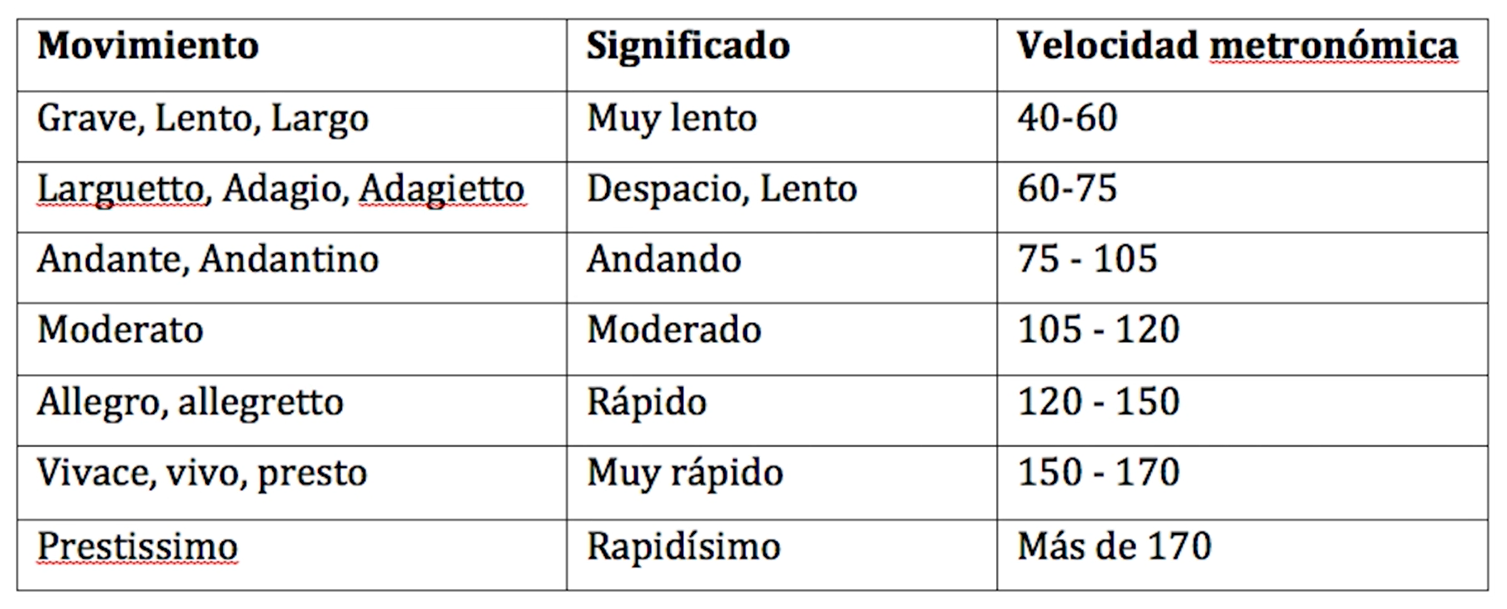 Movimiento Significado Velocidad metronómica
Grave, Lento, Largo Muy lento 40-60
Larguetto, Adagio, Adagietto Despacio, Lento 60-75
Andante, Andantino Andando 75 - 105
Moderato Moderado 105 - 120
Allegro, allegretto Rápido 120 - 150
Vivace, vivo, presto Muy rápido 150 - 170
Prestissimo Rapidísimo Más de 170